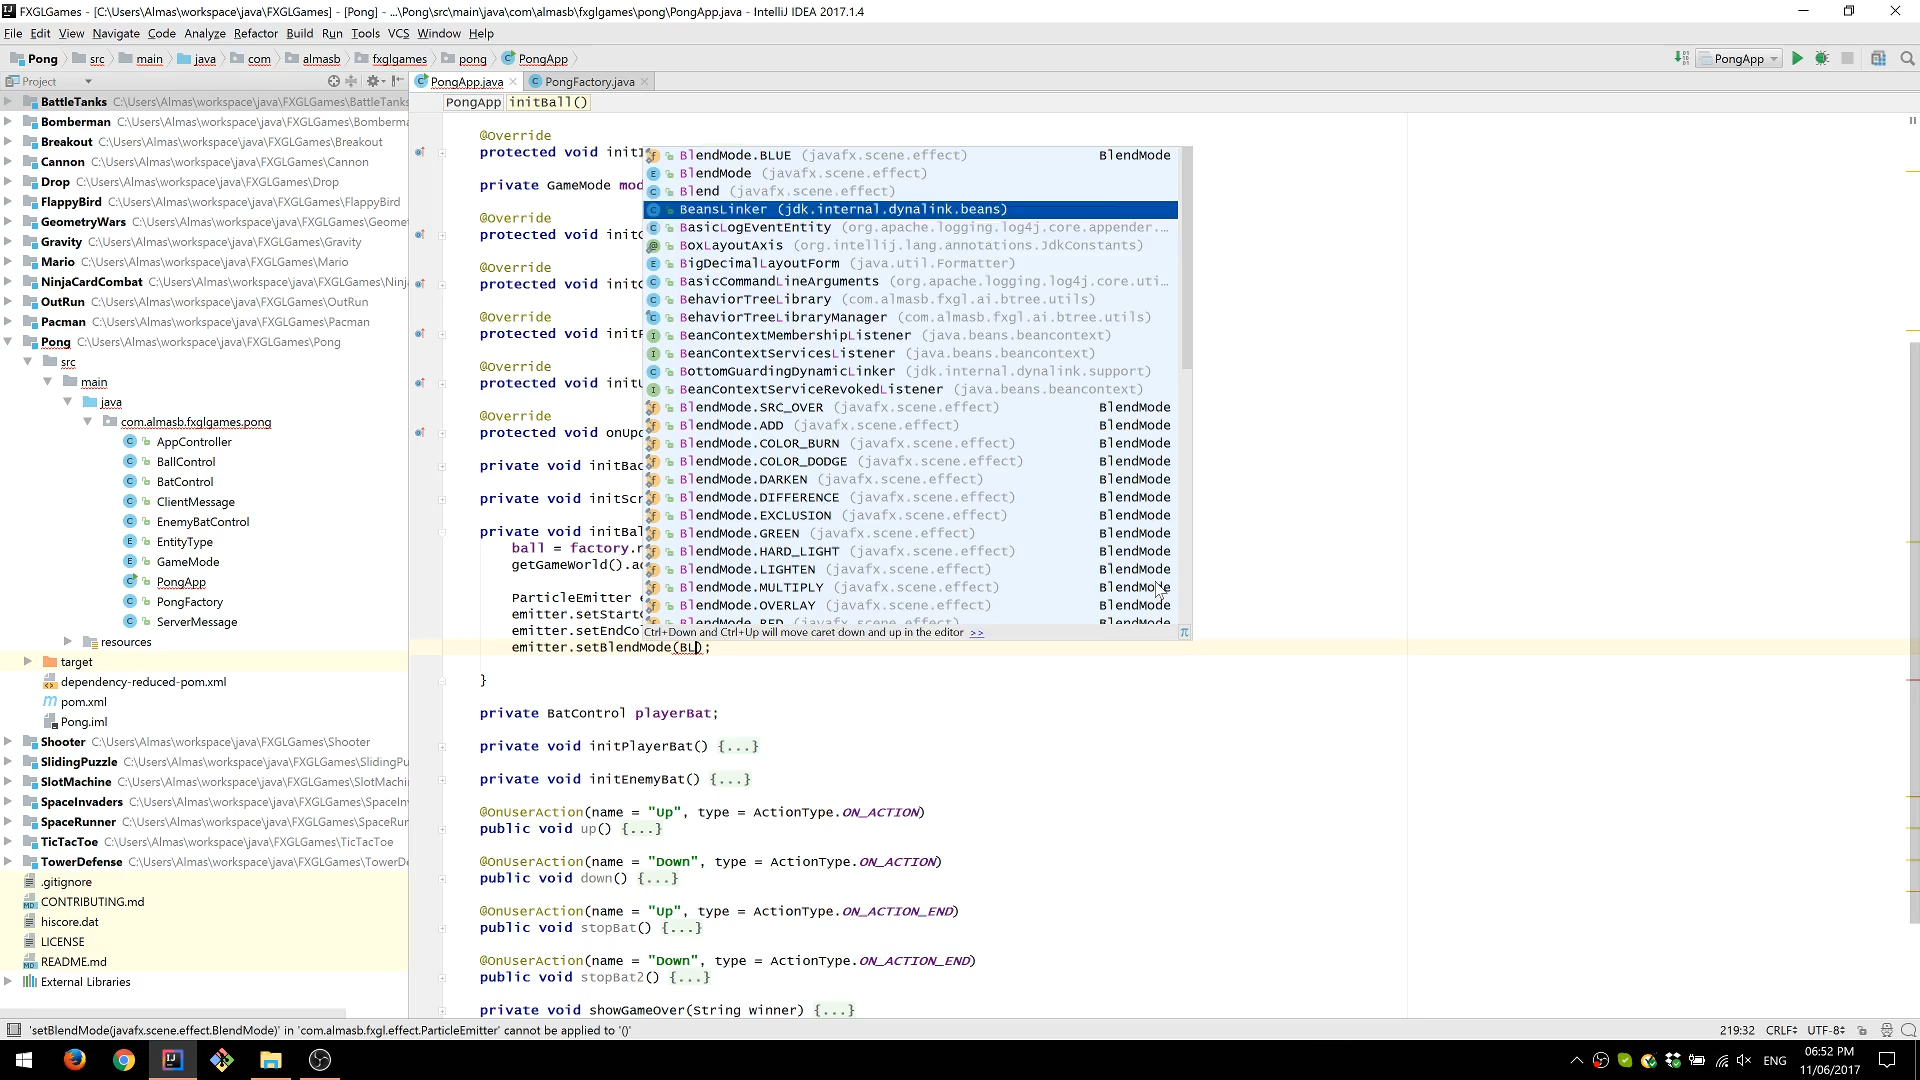 FXGLGames - [C:\Users\Almas\workspace\java\FXGLGames] - [Pong] - ...\Pong\src\main\java\com\almasb\fxglgames\pong\PongApp.java - IntelliJ IDEA 2017.1.4
File Edit View Navigate Code Analyze Refactor Build Run Tools VCS Window Help
Pong src main java com almasb fxglgames pong PongApp PongApp
Project PongApp.java PongFactory.java
PongApp initBall()
BattleTanks C:\Users\Almas\workspace\java\FXGLGames\BattleTanks
Bomberman C:\Users\Almas\workspace\java\FXGLGames\Bomberma
Breakout C:\Users\Almas\workspace\java\FXGLGames\Breakout
Cannon C:\Users\Almas\workspace\java\FXGLGames\Cannon
Drop C:\Users\Almas\workspace\java\FXGLGames\Drop
FlappyBird C:\Users\Almas\workspace\java\FXGLGames\FlappyBird
GeometryWars C:\Users\Almas\workspace\java\FXGLGames\Geomet
Gravity C:\Users\Almas\workspace\java\FXGLGames\Gravity
Mario C:\Users\Almas\workspace\java\FXGLGames\Mario
NinjaCardCombat C:\Users\Almas\workspace\java\FXGLGames\Ninj
OutRun C:\Users\Almas\workspace\java\FXGLGames\OutRun
Pacman C:\Users\Almas\workspace\java\FXGLGames\Pacman
Pong C:\Users\Almas\workspace\java\FXGLGames\Pong
src
main
java
com.almasb.fxglgames.pong
AppController
BallControl
BatControl
ClientMessage
EnemyBatControl
EntityType
GameMode
PongApp
PongFactory
ServerMessage
resources
target
dependency-reduced-pom.xml
pom.xml
Pong.iml
Shooter C:\Users\Almas\workspace\java\FXGLGames\Shooter
SlidingPuzzle C:\Users\Almas\workspace\java\FXGLGames\SlidingPu
SlotMachine C:\Users\Almas\workspace\java\FXGLGames\SlotMachi
SpaceInvaders C:\Users\Almas\workspace\java\FXGLGames\SpaceIn
SpaceRunner C:\Users\Almas\workspace\java\FXGLGames\SpaceRur
TicTacToe C:\Users\Almas\workspace\java\FXGLGames\TicTacToe
TowerDefense C:\Users\Almas\workspace\java\FXGLGames\TowerDe
.gitignore
CONTRIBUTING.md
hiscore.dat
LICENSE
README.md
External Libraries
@Override
protected void initI
private GameMode mod
@Override
protected void initG
@Override
protected void initG
@Override
protected void initP
@Override
protected void initU
@Override
protected void onUpd
private void initBac
private void initScr
private void initBal
ball = factory.n
getGameWorld().ad
ParticleEmitter e
emitter.setStartC
emitter.setEndCo
emitter.setBlendMode(BL);
}
private BatControl playerBat;
private void initPlayerBat() {...}
private void initEnemyBat() {...}
@OnUserAction(name = "Up", type = ActionType.ON_ACTION)
public void up() {...}
@OnUserAction(name = "Down", type = ActionType.ON_ACTION)
public void down() {...}
@OnUserAction(name = "Up", type = ActionType.ON_ACTION_END)
public void stopBat() {...}
@OnUserAction(name = "Down", type = ActionType.ON_ACTION_END)
public void stopBat2() {...}
private void showGameOver(String winner) {...}
BlendMode.BLUE (javafx.scene.effect) BlendMode
BlendMode (javafx.scene.effect)
Blend (javafx.scene.effect)
BeansLinker (jdk.internal.dynalink.beans)
BasicLogEventEntity (org.apache.logging.log4j.core.appender....
BoxLayoutAxis (org.intellij.lang.annotations.JdkConstants)
BigDecimalLayoutForm (java.util.Formatter)
BasicCommandLineArguments (org.apache.logging.log4j.core.uti...
BehaviorTreeLibrary (com.almasb.fxgl.ai.btree.utils)
BehaviorTreeLibraryManager (com.almasb.fxgl.ai.btree.utils)
BeanContextMembershipListener (java.beans.beancontext)
BeanContextServicesListener (java.beans.beancontext)
BottomGuardingDynamicLinker (jdk.internal.dynalink.support)
BeanContextServiceRevokedListener (java.beans.beancontext)
BlendMode.SRC_OVER (javafx.scene.effect) BlendMode
BlendMode.ADD (javafx.scene.effect) BlendMode
BlendMode.COLOR_BURN (javafx.scene.effect) BlendMode
BlendMode.COLOR_DODGE (javafx.scene.effect) BlendMode
BlendMode.DARKEN (javafx.scene.effect) BlendMode
BlendMode.DIFFERENCE (javafx.scene.effect) BlendMode
BlendMode.EXCLUSION (javafx.scene.effect) BlendMode
BlendMode.GREEN (javafx.scene.effect) BlendMode
BlendMode.HARD_LIGHT (javafx.scene.effect) BlendMode
BlendMode.LIGHTEN (javafx.scene.effect) BlendMode
BlendMode.MULTIPLY (javafx.scene.effect) BlendMode
BlendMode.OVERLAY (javafx.scene.effect) BlendMode
BlendMode.RED (javafx.scene.effect) BlendMode
Ctrl+Down and Ctrl+Up will move caret down and up in the editor >> π
'setBlendMode(javafx.scene.effect.BlendMode)' in 'com.almasb.fxgl.effect.ParticleEmitter' cannot be applied to '()' 219:32 CRLF UTF-8
ENG 06:52 PM
11/06/2017